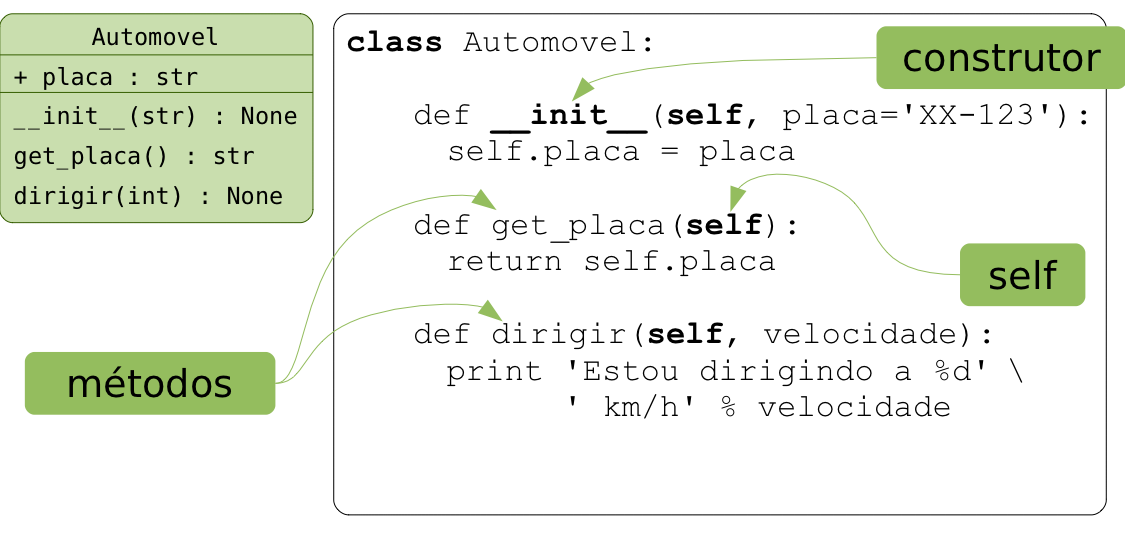 Automovel
+ placa : str
__init__(str) : None
get_placa() : str
dirigir(int) : None
class Automovel:
construtor
def __init__(self, placa='XX-123'):
self.placa = placa
def get_placa(self):
return self.placa
self
def dirigir(self, velocidade):
print 'Estou dirigindo a %d' \
' km/h' % velocidade
métodos